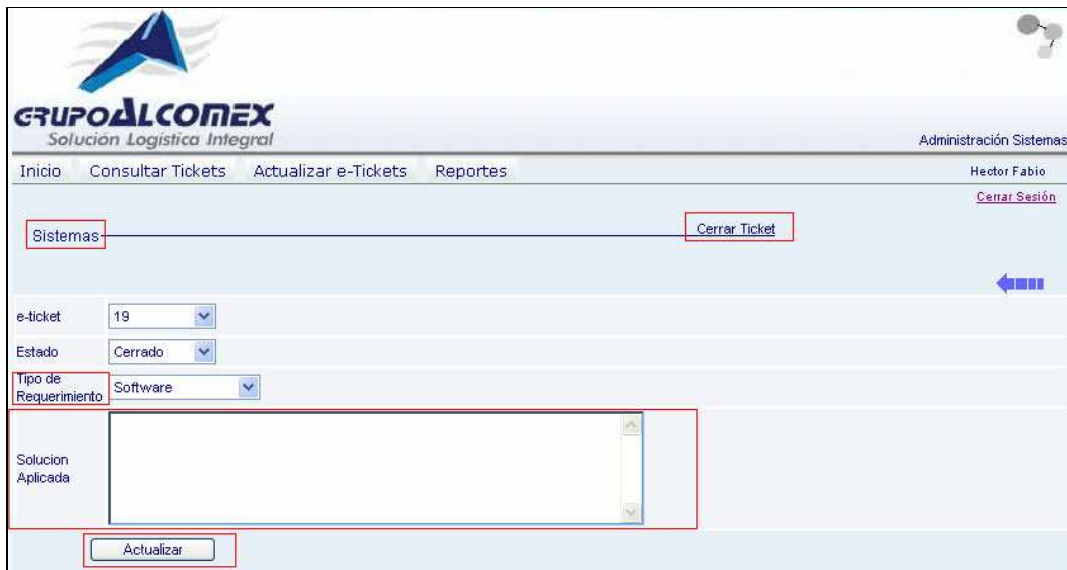 GRUPOALCOMEX
Solución Logística Integral
Administración Sistemas
Inicio Consultar Tickets Actualizar e-Tickets Reportes Hector Fabio
Cerrar Sesión
Sistemas Cerrar Ticket
e-ticket 19
Estado Cerrado
Tipo de
Requerimiento Software
Solucion
Aplicada
Actualizar